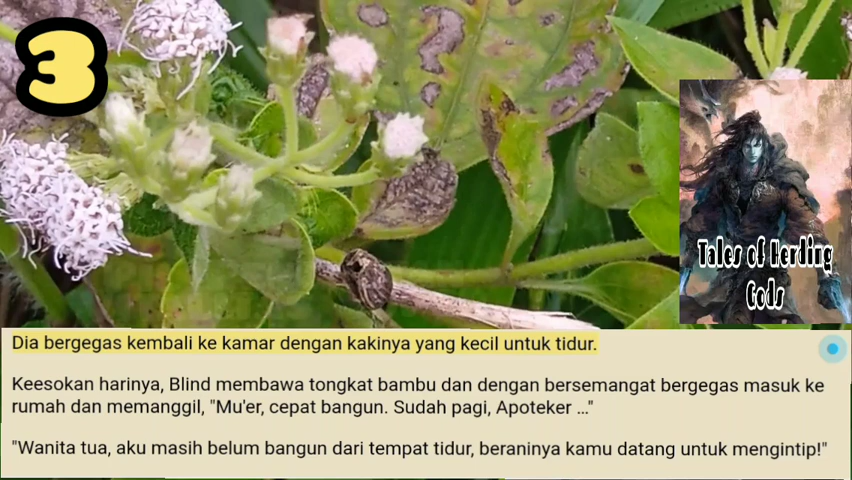 3
Tales of Herding
Gods
Dia bergegas kembali ke kamar dengan kakinya yang kecil untuk tidur.
Keesokan harinya, Blind membawa tongkat bambu dan dengan bersemangat bergegas masuk ke
rumah dan memanggil, "Mu'er, cepat bangun. Sudah pagi, Apoteker ..."
"Wanita tua, aku masih belum bangun dari tempat tidur, beraninya kamu datang untuk mengintip!"